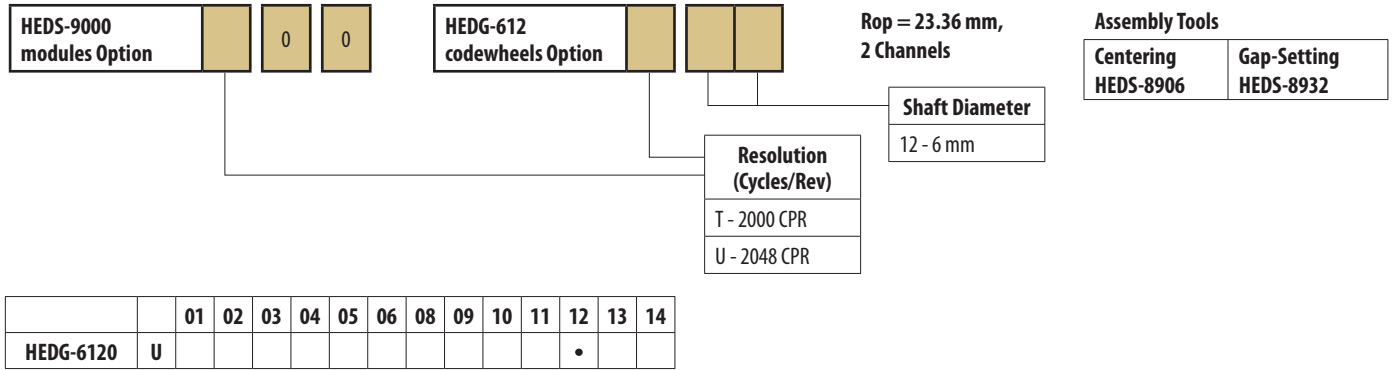 HEDS-9000
modules Option
0
0
HEDG-612
codewheels Option
Rop = 23.36 mm,
2 Channels
Assembly Tools
Centering
HEDS-8906
Gap-Setting
HEDS-8932
Shaft Diameter
12 - 6 mm
Resolution
(Cycles/Rev)
T - 2000 CPR
U - 2048 CPR
01 02 03 04 05 06 08 09 10 11 12 13 14
HEDG-6120 U •